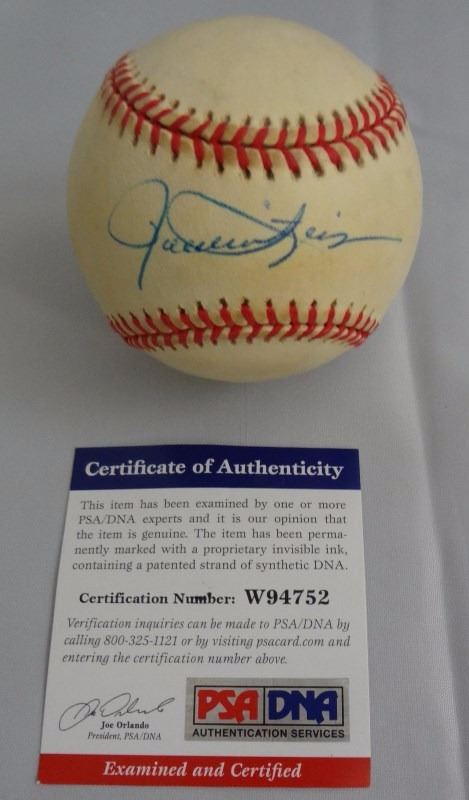 Certificate of Authenticity
This item has been examined by one or more
PSA/DNA experts and it is our opinion that
the item is genuine. The item has been perma-
nently marked with a proprietary invisible ink,
containing a patented strand of synthetic DNA.
Certification Number: W94752
Verification inquiries can be made to PSA/DNA by
calling 800-325-1121 or by visiting psacard.com and
entering the certification number above.
Joe Orlando
Joe Orlando
President, PSA/DNA
PSA DNA
AUTHENTICATION SERVICES
Examined and Certified